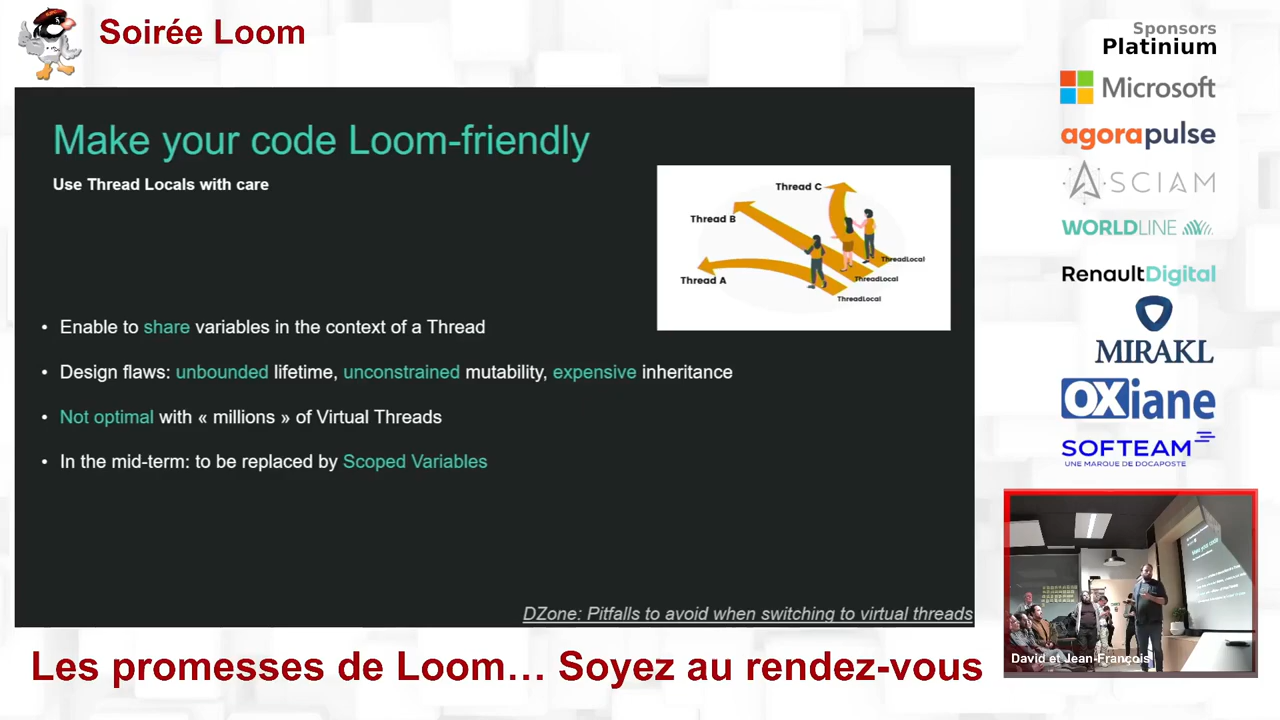 Soirée Loom
Sponsors
Platinium
Microsoft
agorapulse
ASCIAM
WORLDLINE
RenaultDigital
MIRAKL
OXiane
SOFTEAM
UNE MARQUE DE DOCAPOSTE
Make your code Loom-friendly
Use Thread Locals with care
Thread C
Thread B
Thread A
ThreadLocal
ThreadLocal
ThreadLocal
• Enable to share variables in the context of a Thread
• Design flaws: unbounded lifetime, unconstrained mutability, expensive inheritance
• Not optimal with « millions » of Virtual Threads
• In the mid-term: to be replaced by Scoped Variables
DZone: Pitfalls to avoid when switching to virtual threads
Make your code
David et Jean-François
Les promesses de Loom… Soyez au rendez-vous